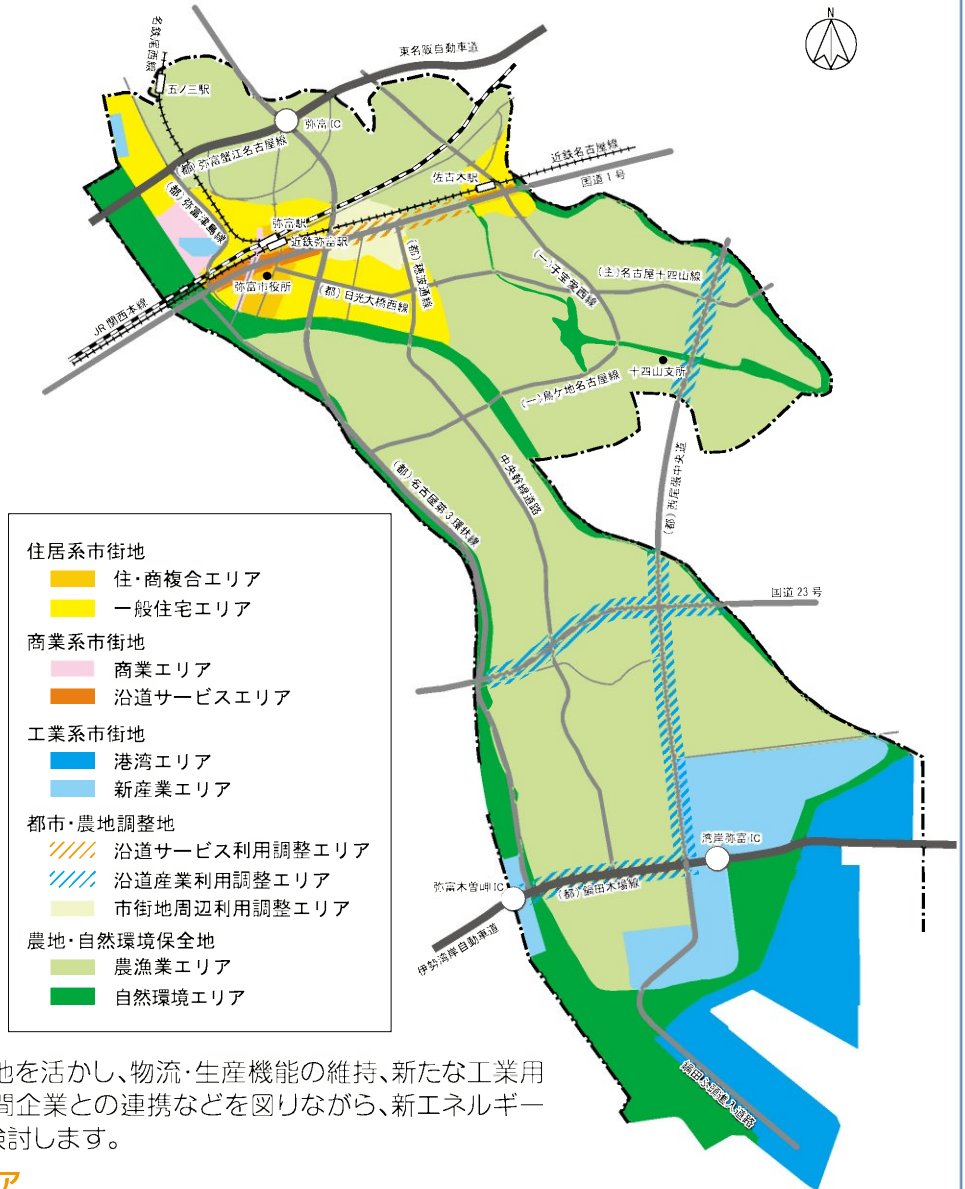 N
名鉄尾西線
東名阪自動車道
五ノ三駅
弥富IC
(都)弥富蟹江名古屋線
近鉄名古屋線
佐古木駅
国道1号
(都)弥富津島線
弥富駅
近鉄弥富駅
(都)穂波通線
(一)子宝愛西線
(主)名古屋十四山線
弥富市役所
(都)日光大橋西線
JR関西本線
十四山支所
(一)鳥ケ地名古屋線
中央幹線道路
(都)西尾張中央道
(都)名古屋第3環状線
国道23号
湾岸弥富IC
弥富木曽岬IC
(都)鍋田木場線
伊勢湾岸自動車道
鍋田ふ頭進入道路
住居系市街地
住・商複合エリア
一般住宅エリア
商業系市街地
商業エリア
沿道サービスエリア
工業系市街地
港湾エリア
新産業エリア
都市・農地調整地
沿道サービス利用調整エリア
沿道産業利用調整エリア
市街地周辺利用調整エリア
農地・自然環境保全地
農漁業エリア
自然環境エリア
地を活かし、物流・生産機能の維持、新たな工業用
間企業との連携などを図りながら、新エネルギー
検討します。
ア